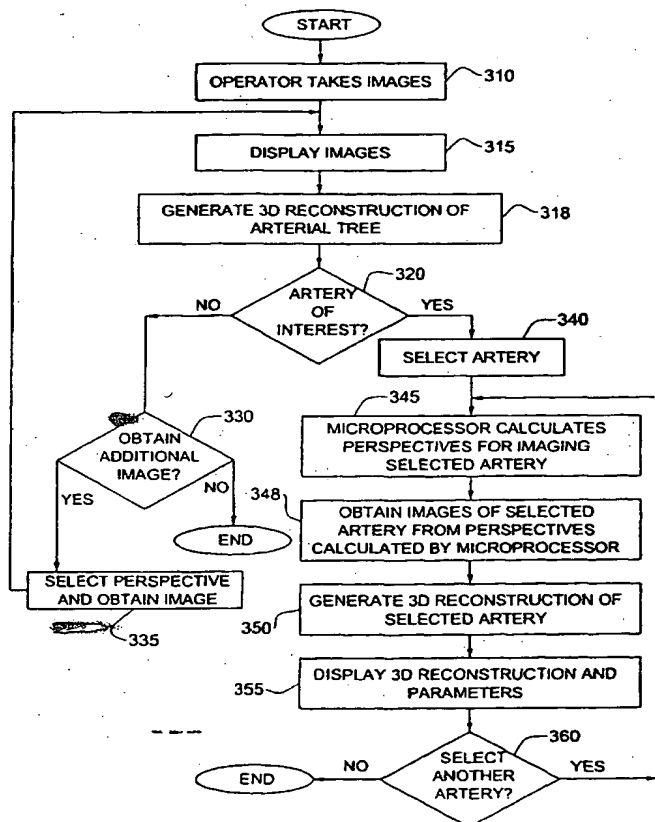 START
OPERATOR TAKES IMAGES
310
DISPLAY IMAGES
315
GENERATE 3D RECONSTRUCTION OF
ARTERIAL TREE
318
320
ARTERY
OF
INTEREST?
NO
YES
340
SELECT ARTERY
330
OBTAIN
ADDITIONAL
IMAGE?
YES
NO
END
SELECT PERSPECTIVE
AND OBTAIN IMAGE
335
345
MICROPROCESSOR CALCULATES
PERSPECTIVES FOR IMAGING
SELECTED ARTERY
348
OBTAIN IMAGES OF SELECTED
ARTERY FROM PERSPECTIVES
CALCULATED BY MICROPROCESSOR
GENERATE 3D RECONSTRUCTION OF
SELECTED ARTERY
350
DISPLAY 3D RECONSTRUCTION AND
PARAMETERS
355
360
SELECT
ANOTHER
ARTERY?
NO
YES
END